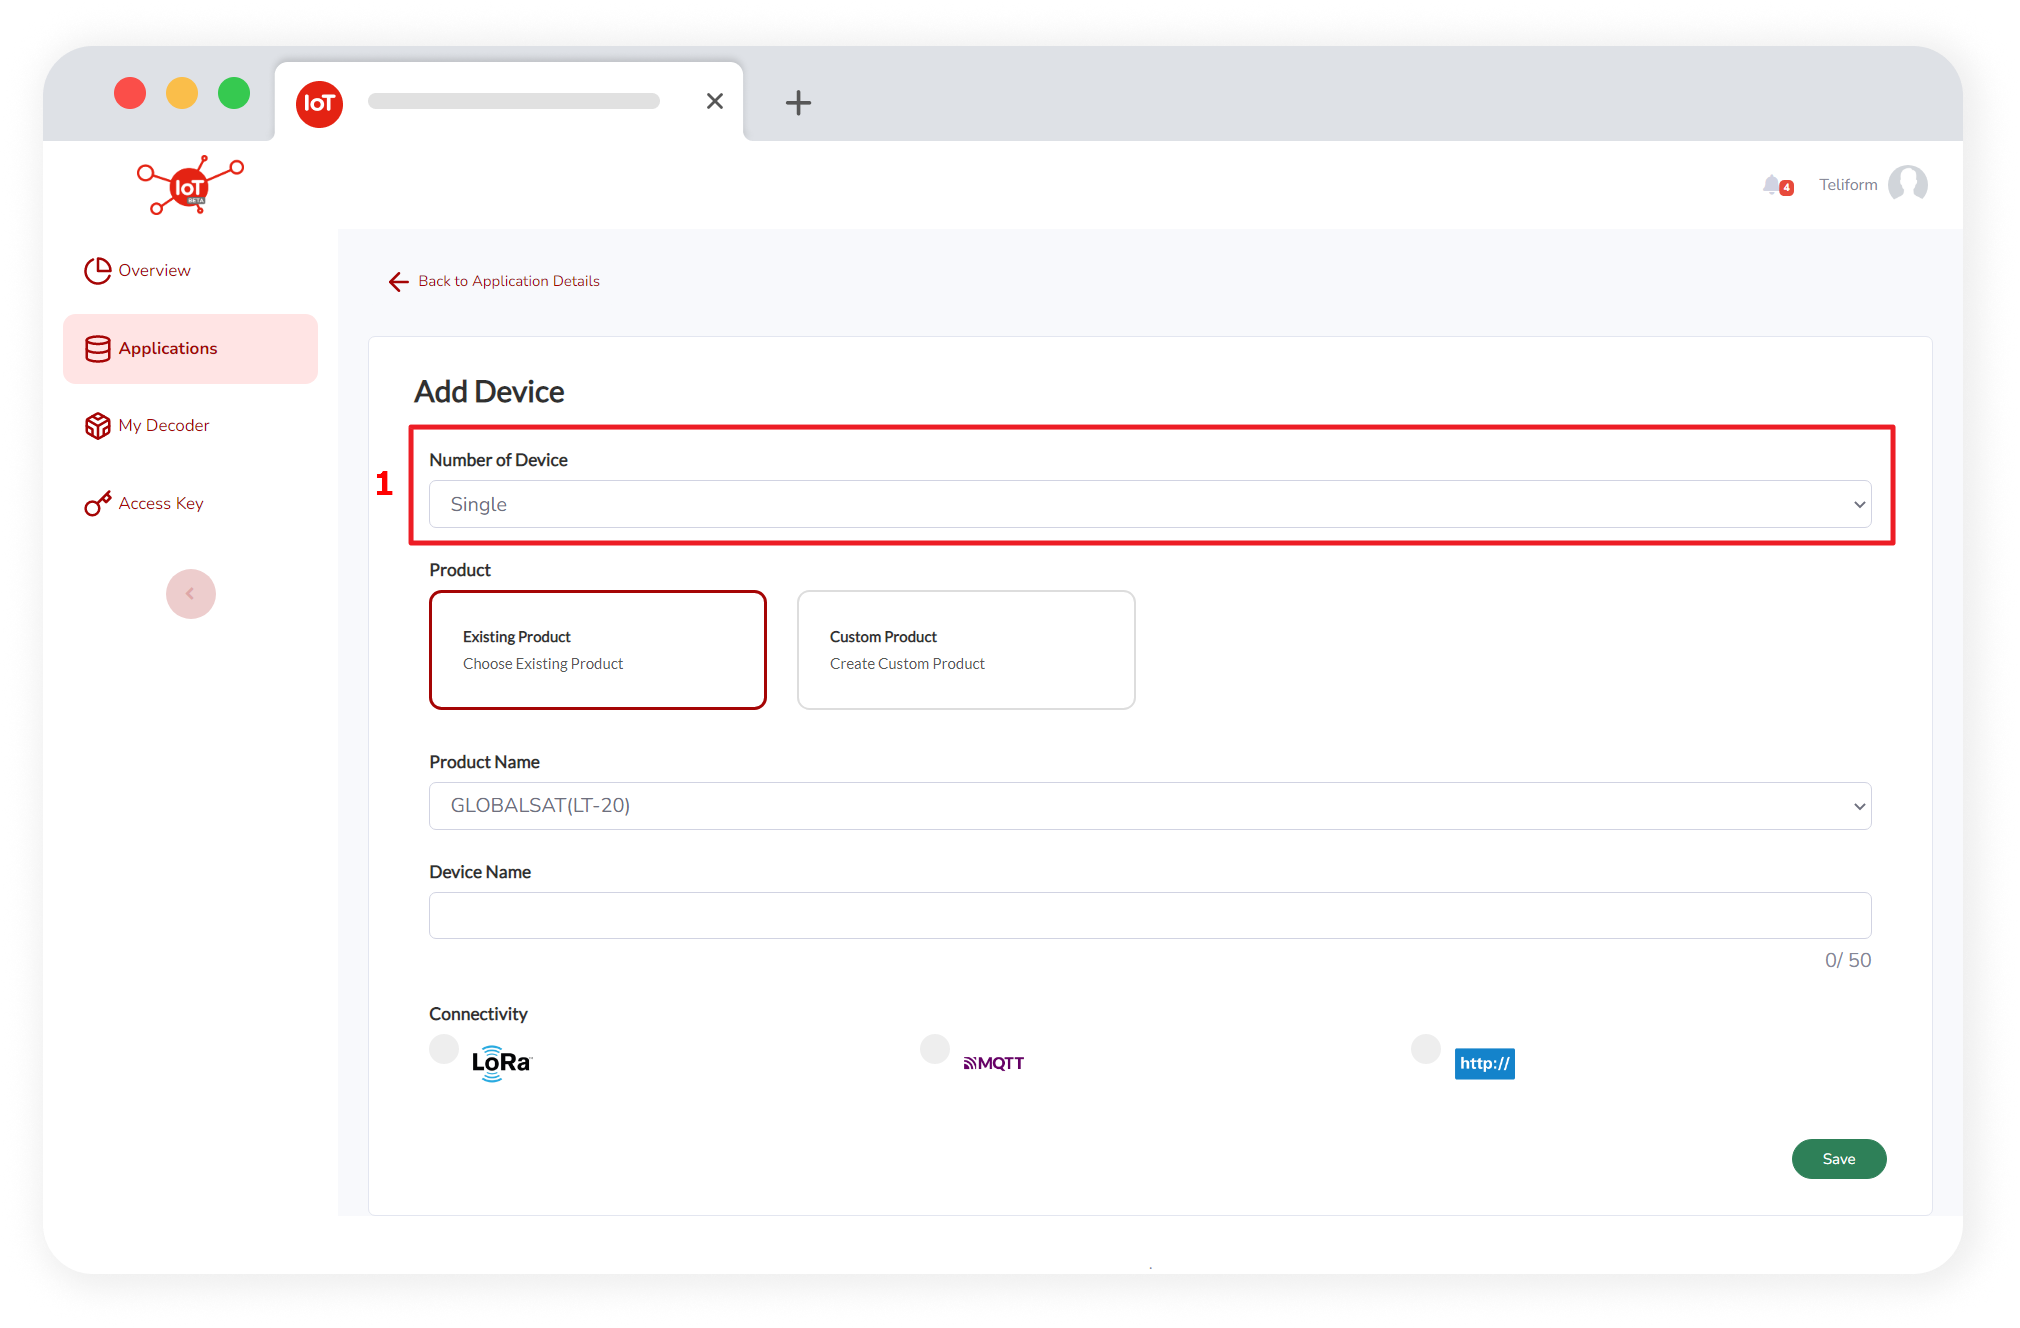 IoT
IoT
BETA
4
Teliform
Overview
Applications
My Decoder
Access Key
Back to Application Details
Add Device
1
Number of Device
Single
Product
Existing Product
Choose Existing Product
Custom Product
Create Custom Product
Product Name
GLOBALSAT(LT-20)
Device Name
0/ 50
Connectivity
LoRa
MQTT
http://
Save